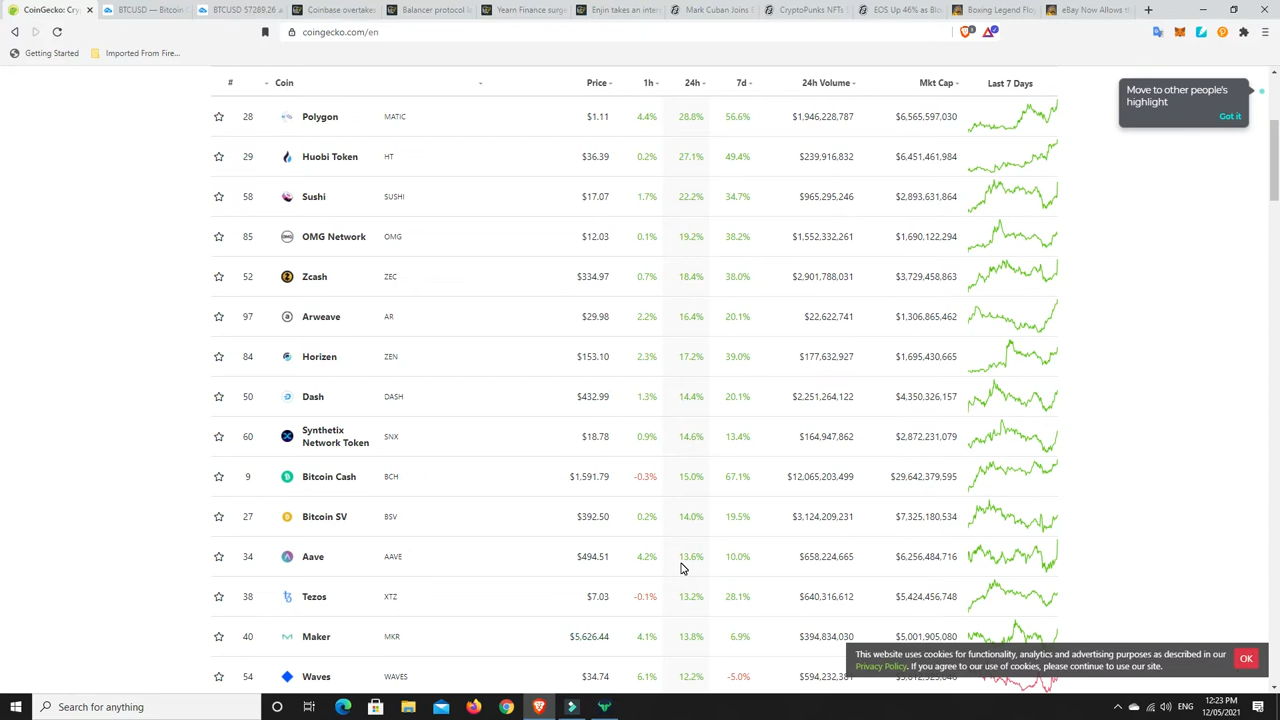 CoinGecko: Cry
BTCUSD — Bitcoin
BTCUSD 57289.26
Coinbase overtakes
Balancer protocol
Yearn Finance surge
Enjin takes an inter
Mark Cuban Joins
CryptoPunks NFTs
EOS Up 46% as Blo
Boxing Legend Floy
eBay Now Allows th
coingecko.com/en
Getting Started
Imported From Fire...
# Coin Price 1h 24h 7d 24h Volume Mkt Cap Last 7 Days
Move to other people's
highlight
Got it
28 Polygon MATIC $1.11 4.4% 28.8% 56.6% $1,946,228,787 $6,565,597,030
29 Huobi Token HT $36.39 0.2% 27.1% 49.4% $239,916,832 $6,451,461,984
58 Sushi SUSHI $17.07 1.7% 22.2% 34.7% $965,295,246 $2,893,631,864
85 OMG Network OMG $12.03 0.1% 19.2% 38.2% $1,552,332,261 $1,690,122,294
52 Zcash ZEC $334.97 0.7% 18.4% 38.0% $2,901,788,031 $3,729,458,863
97 Arweave AR $29.98 2.2% 16.4% 20.1% $22,622,741 $1,306,865,462
84 Horizen ZEN $153.10 2.3% 17.2% 39.0% $177,632,927 $1,695,430,665
50 Dash DASH $432.99 1.3% 14.4% 20.1% $2,251,264,122 $4,350,326,157
60 Synthetix Network Token SNX $18.78 0.9% 14.6% 13.4% $164,947,862 $2,872,231,079
9 Bitcoin Cash BCH $1,591.79 -0.3% 15.0% 67.1% $12,065,203,499 $29,642,379,595
27 Bitcoin SV BSV $392.50 0.2% 14.0% 19.5% $3,124,209,231 $7,325,180,534
34 Aave AAVE $494.51 4.2% 13.6% 10.0% $658,224,665 $6,256,484,716
38 Tezos XTZ $7.03 -0.1% 13.2% 28.1% $640,316,612 $5,424,456,748
40 Maker MKR $5,626.44 4.1% 13.8% 6.9% $394,834,030 $5,001,905,080
54 Waves WAVES $34.74 6.1% 12.2% -5.0%
This website uses cookies for functionality, analytics and advertising purposes as described in our
Privacy Policy. If you agree to our use of cookies, please continue to use our site.
OK
Search for anything
ENG
12:23 PM
12/05/2021